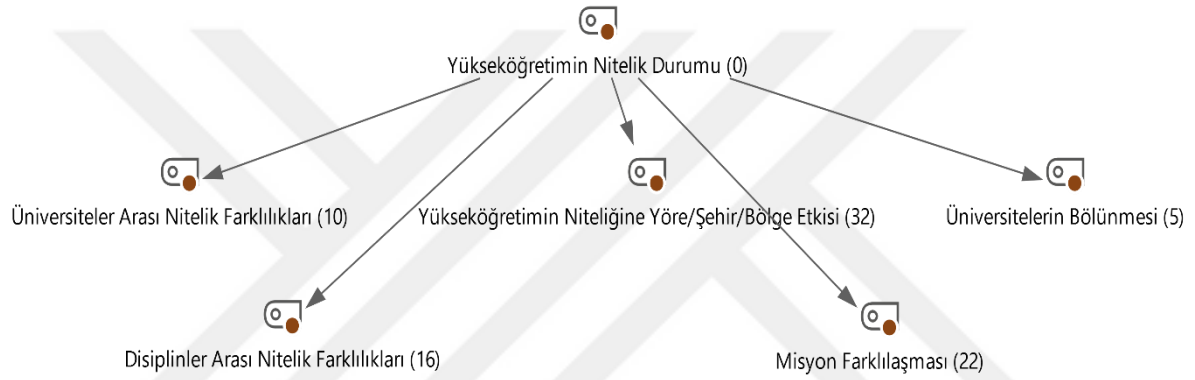 Yükseköğretimin Nitelik Durumu (0)
Üniversiteler Arası Nitelik Farklılıkları (10)
Yükseköğretimin Niteliğine Yöre/Şehir/Bölge Etkisi (32)
Üniversitelerin Bölünmesi (5)
Disiplinler Arası Nitelik Farklılıkları (16)
Misyon Farklılaşması (22)